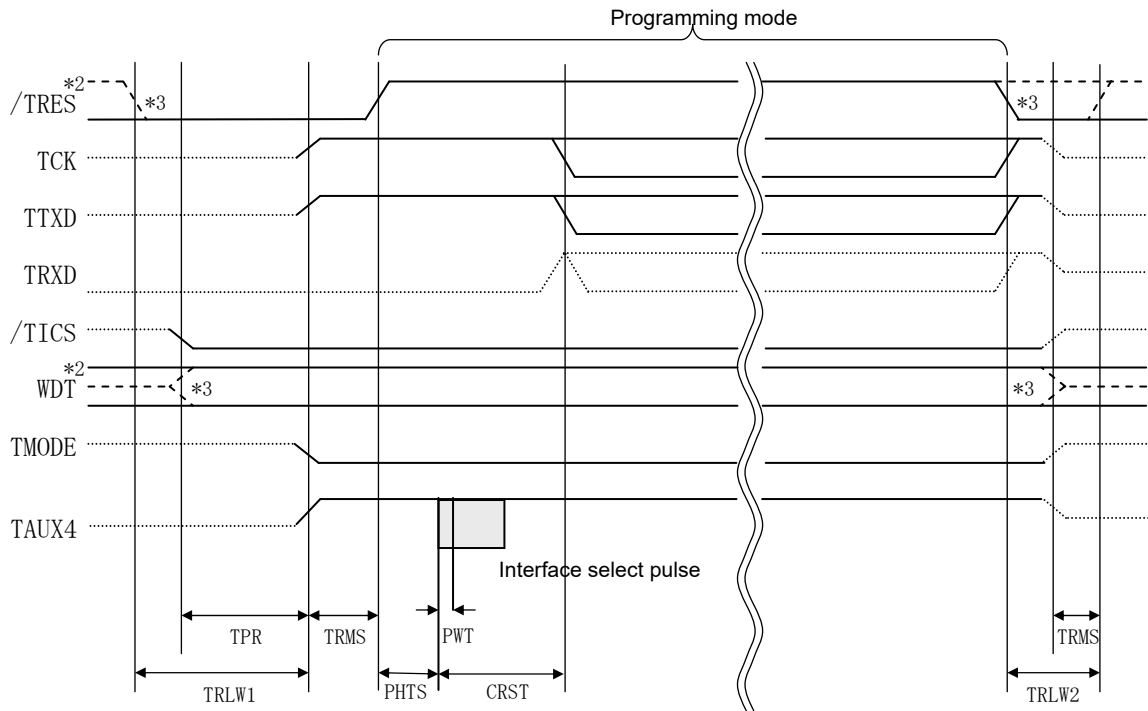 Programming mode
*2
/TRES
*3
*3
TCK
TTXD
TRXD
/TICS
*2
WDT
*3
*3
TMODE
TAUX4
Interface select pulse
TPR
TRMS
PWT
TRMS
TRLW1
PHTS
CRST
TRLW2